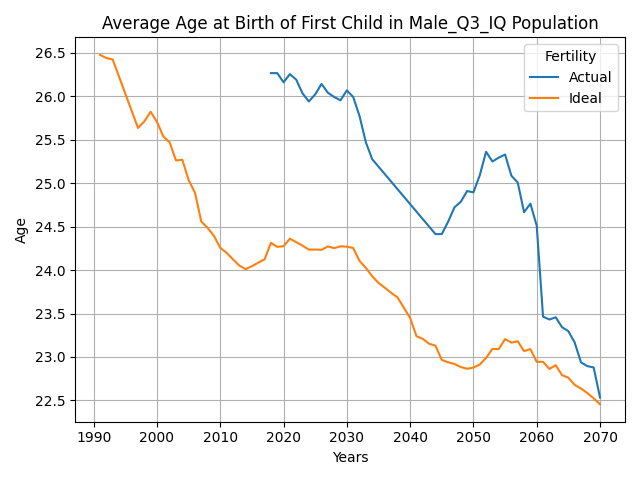 Average Age at Birth of First Child in Male_Q3_IQ Population
Fertility
Actual
Ideal
Age
26.5
26.0
25.5
25.0
24.5
24.0
23.5
23.0
22.5
1990 2000 2010 2020 2030 2040 2050 2060 2070
Years